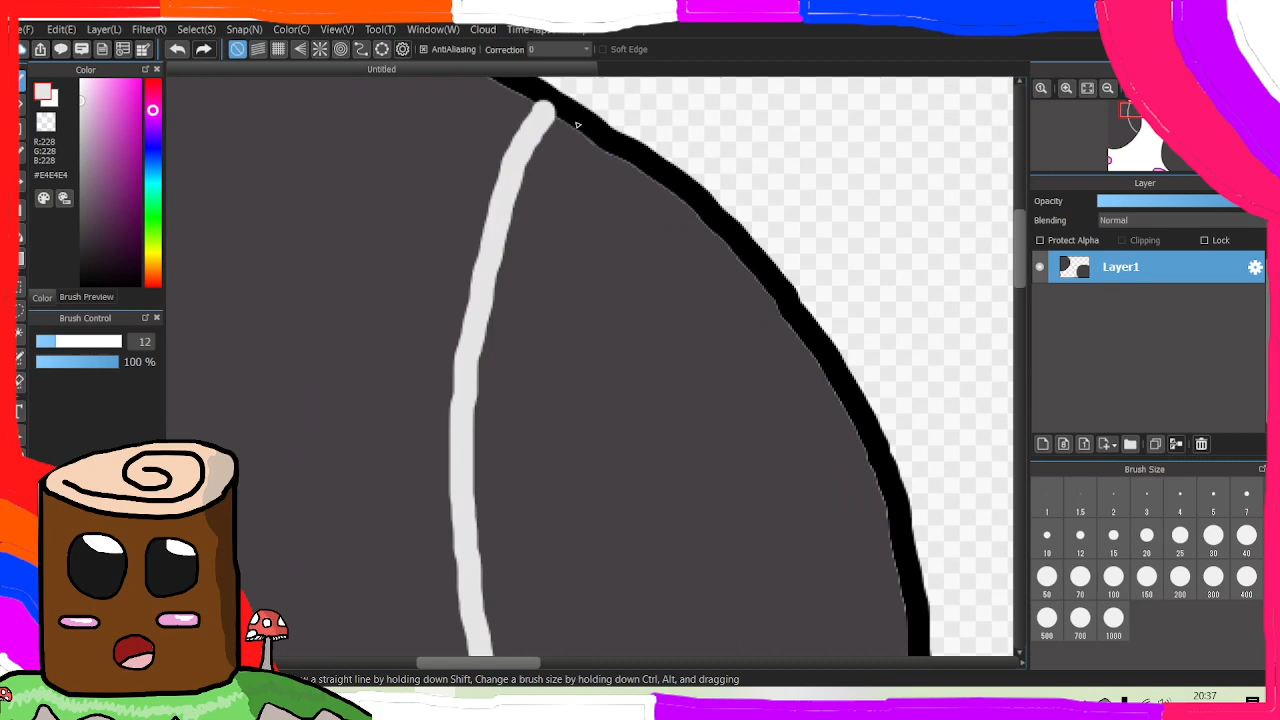 Edit(E) Layer(L) Filter(R) Select(S) Snap(N) Color(C) View(V) Tool(T) Window(W) Cloud
AntiAliasing Correction 0 Soft Edge
Color
Untitled
R:228
G:228
B:228
#E4E4E4
Layer
Opacity
Blending Normal
Protect Alpha Clipping Lock
Layer1
Color Brush Preview
Brush Control
12
100 %
Brush Size
1 1.5 2 3 4 5 7
10 12 15 20 25 30 40
50 70 100 150 200 300 400
500 700 1000
a straight line by holding down Shift, Change a brush size by holding down Ctrl, Alt, and dragging
20:37